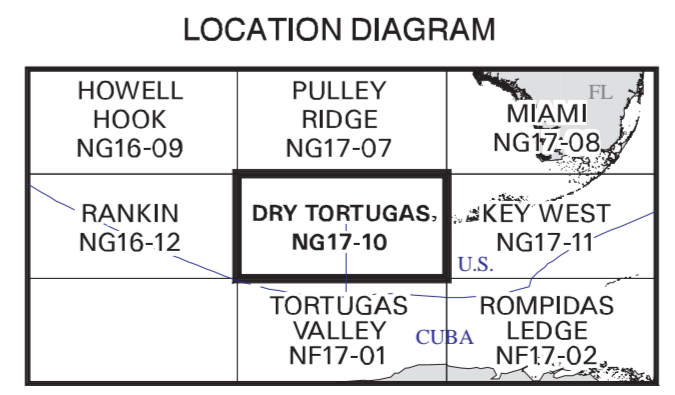 LOCATION DIAGRAM
HOWELL
HOOK
NG16-09
PULLEY
RIDGE
NG17-07
FL
MIAMI
NG17-08
RANKIN
NG16-12
DRY TORTUGAS
NG17-10
KEY WEST
NG17-11
U.S.
TORTUGAS
VALLEY
NF17-01
CUBA
ROMPIDAS
LEDGE
NF17-02